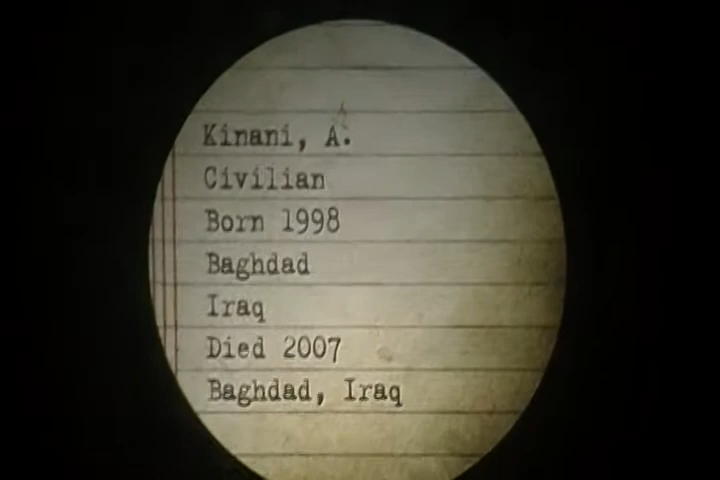 Kinani, A.
Civilian
Born 1998
Baghdad
Iraq
Died 2007
Baghdad, Iraq